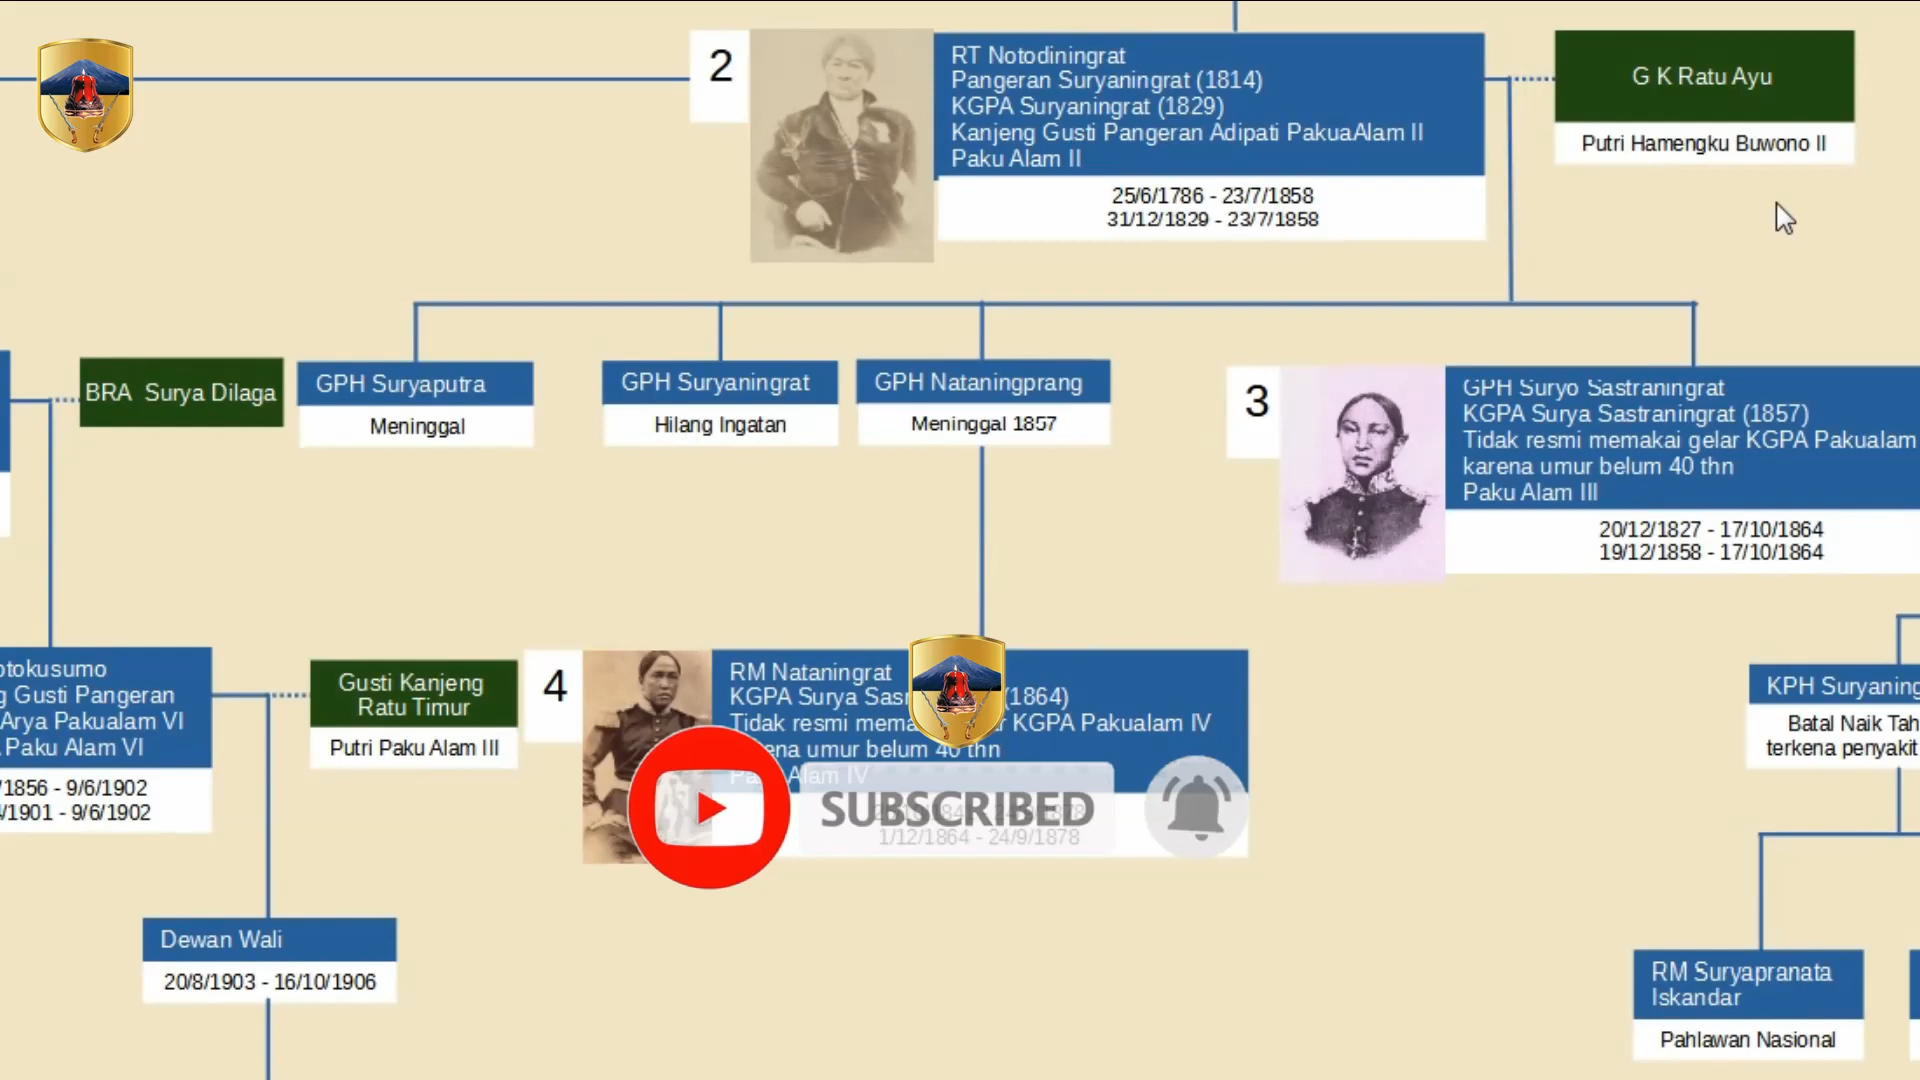 2
RT Notodiningrat
Pangeran Suryaningrat (1814)
KGPA Suryaningrat (1829)
Kanjeng Gusti Pangeran Adipati PakuaAlam II
Paku Alam II
25/6/1786 - 23/7/1858
31/12/1829 - 23/7/1858
G K Ratu Ayu
Putri Hamengku Buwono II
BRA Surya Dilaga
GPH Suryaputra
Meninggal
GPH Suryaningrat
Hilang Ingatan
GPH Nataningprang
Meninggal 1857
3
GPH Suryo Sastraningrat
KGPA Surya Sastraningrat (1857)
Tidak resmi memakai gelar KGPA Pakualam
karena umur belum 40 thn
Paku Alam III
20/12/1827 - 17/10/1864
19/12/1858 - 17/10/1864
otokusumo
g Gusti Pangeran
Arya Pakualam VI
Paku Alam VI
/1856 - 9/6/1902
/1901 - 9/6/1902
Gusti Kanjeng
Ratu Timur
Putri Paku Alam III
4
RM Nataningrat
KGPA Surya (1864)
Tidak resmi KGPA Pakualam IV
umur belum 40 thn
Alam IV
1/12/1864 - 24/9/1878
SUBSCRIBED
KPH Suryaning
Batal Naik Tah
terkena penyakit
Dewan Wali
20/8/1903 - 16/10/1906
RM Suryapranata
Iskandar
Pahlawan Nasional